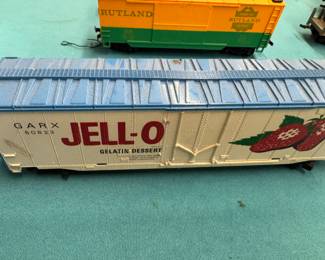 RUTLAND
RUTLAND
GARX
50823
JELL-O
GELATIN DESSERT